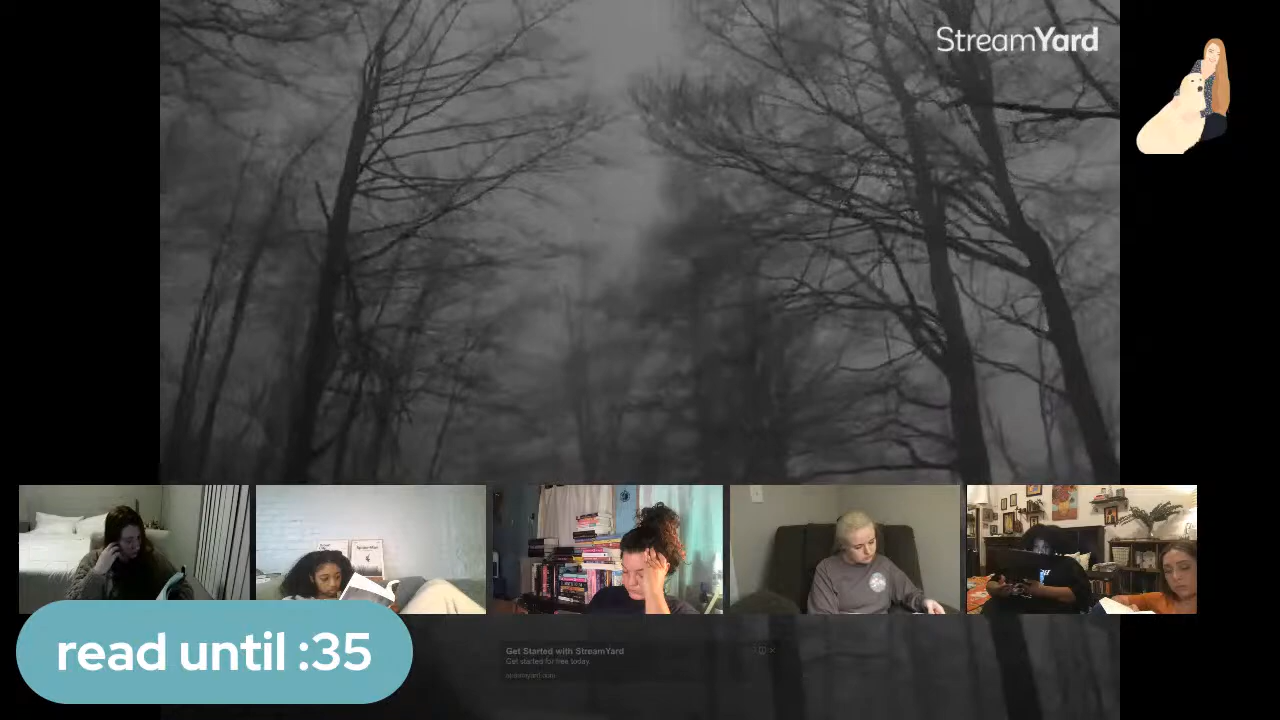 StreamYard
read until :35
Get Started with StreamYard
Get started for free today.